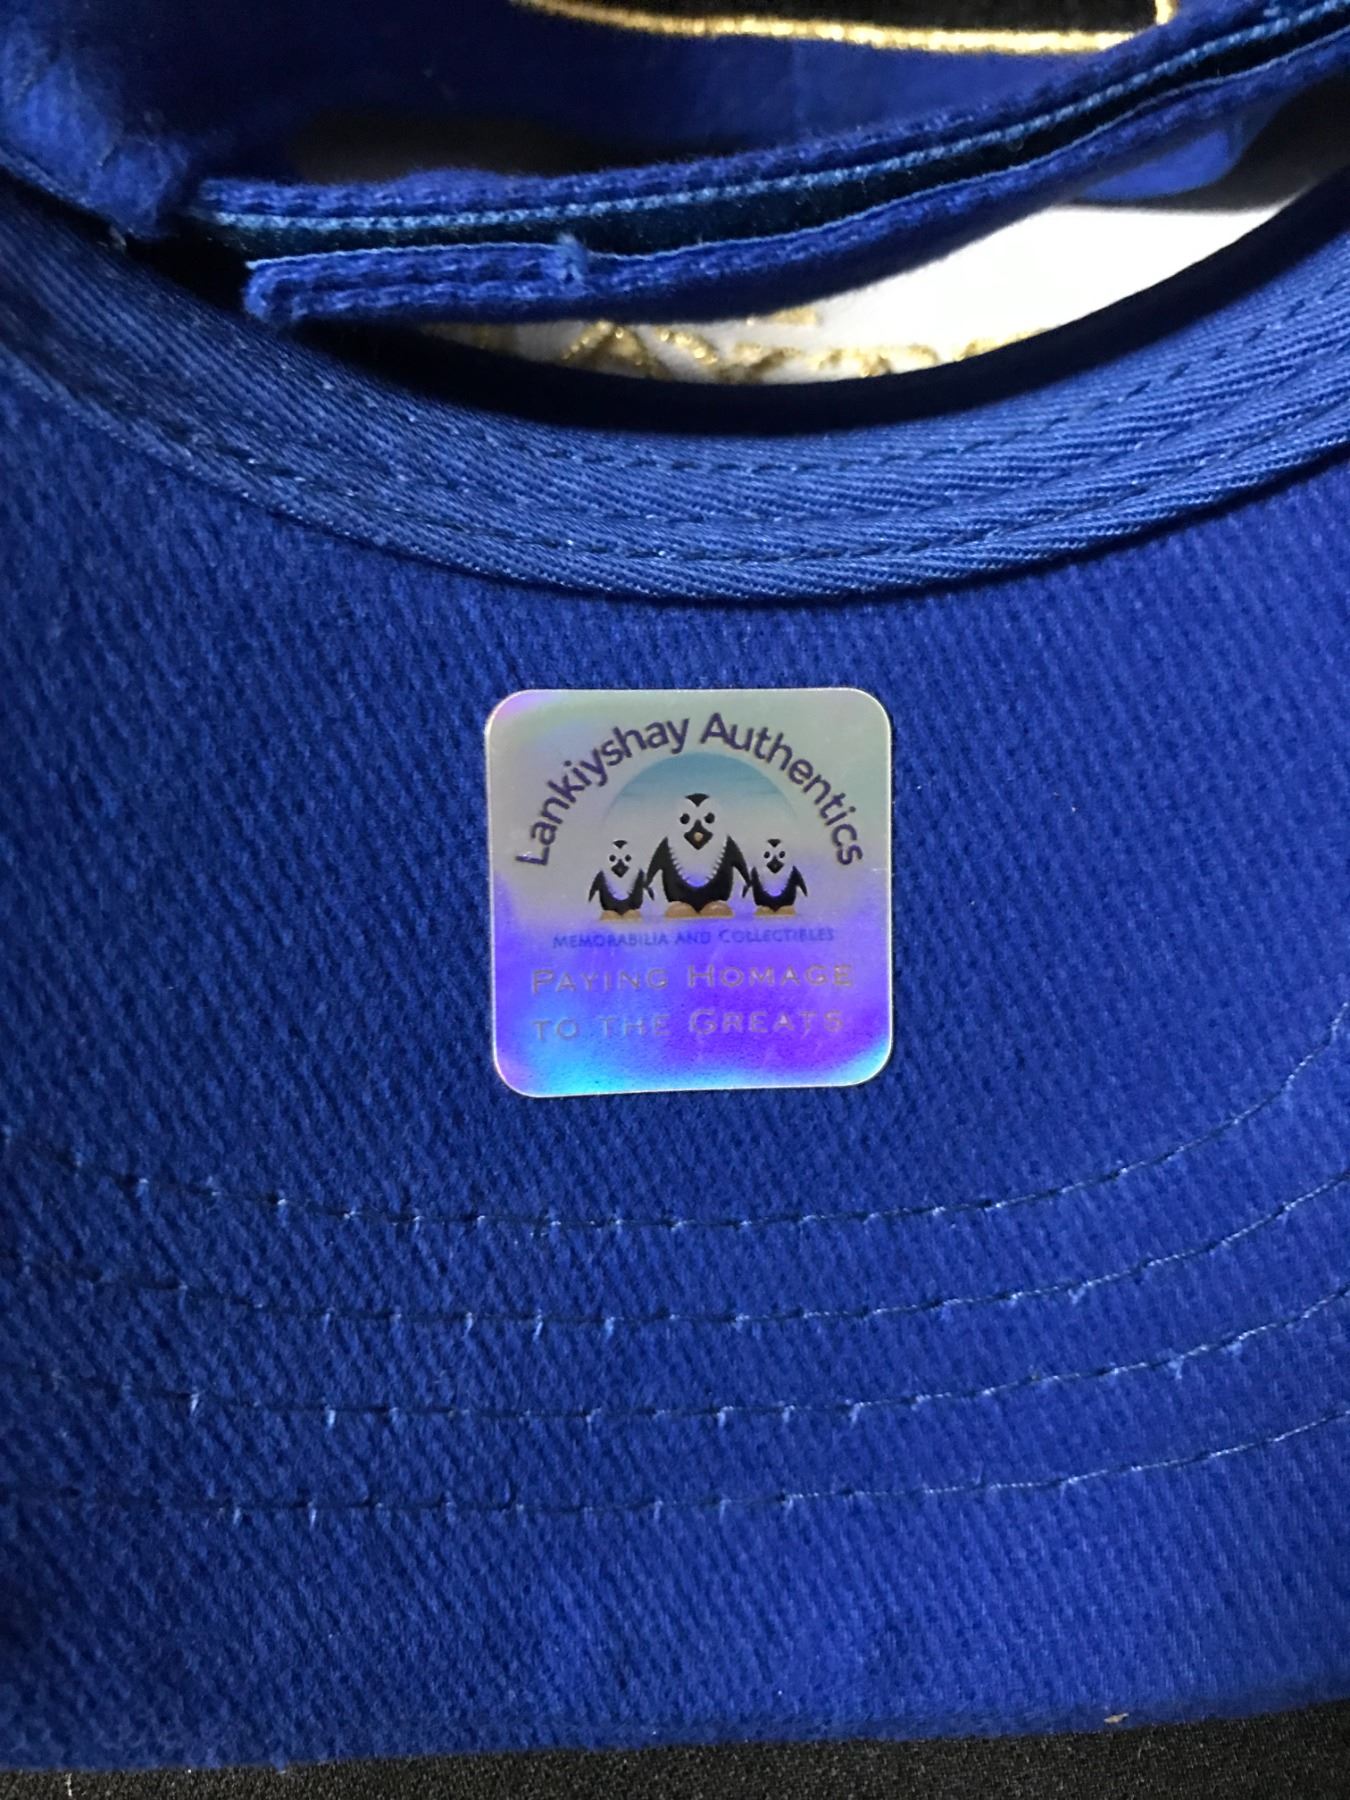 Lankiyshay Authentics
Memorabilia and Collectibles
Paying Homage
to the Greats